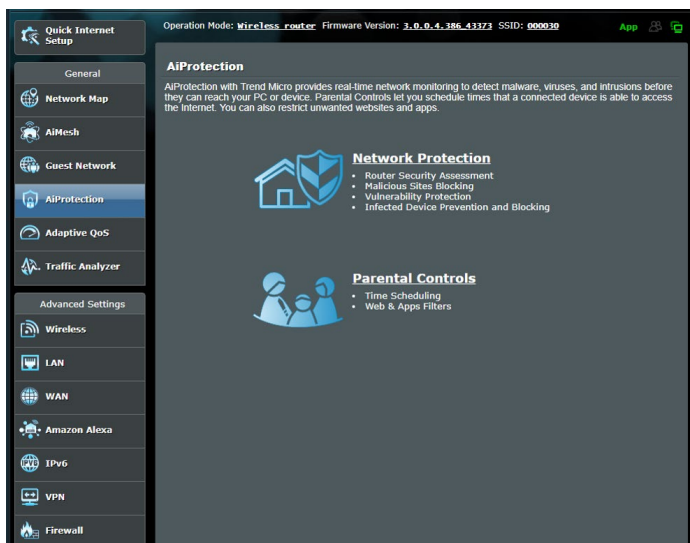 Quick Internet
Setup
General
Network Map
AiMesh
Guest Network
AiProtection
Adaptive QoS
Traffic Analyzer
Advanced Settings
Wireless
LAN
WAN
Amazon Alexa
IPv6
IPv6
VPN
Firewall
Operation Mode: Wireless router Firmware Version: 3.0.0.4.386_43373 SSID: 000030
App
AiProtection
AiProtection with Trend Micro provides real-time network monitoring to detect malware, viruses, and intrusions before
they can reach your PC or device. Parental Controls let you schedule times that a connected device is able to access
the Internet. You can also restrict unwanted websites and apps.
Network Protection
• Router Security Assessment
• Malicious Sites Blocking
• Vulnerability Protection
• Infected Device Prevention and Blocking
Parental Controls
• Time Scheduling
• Web & Apps Filters